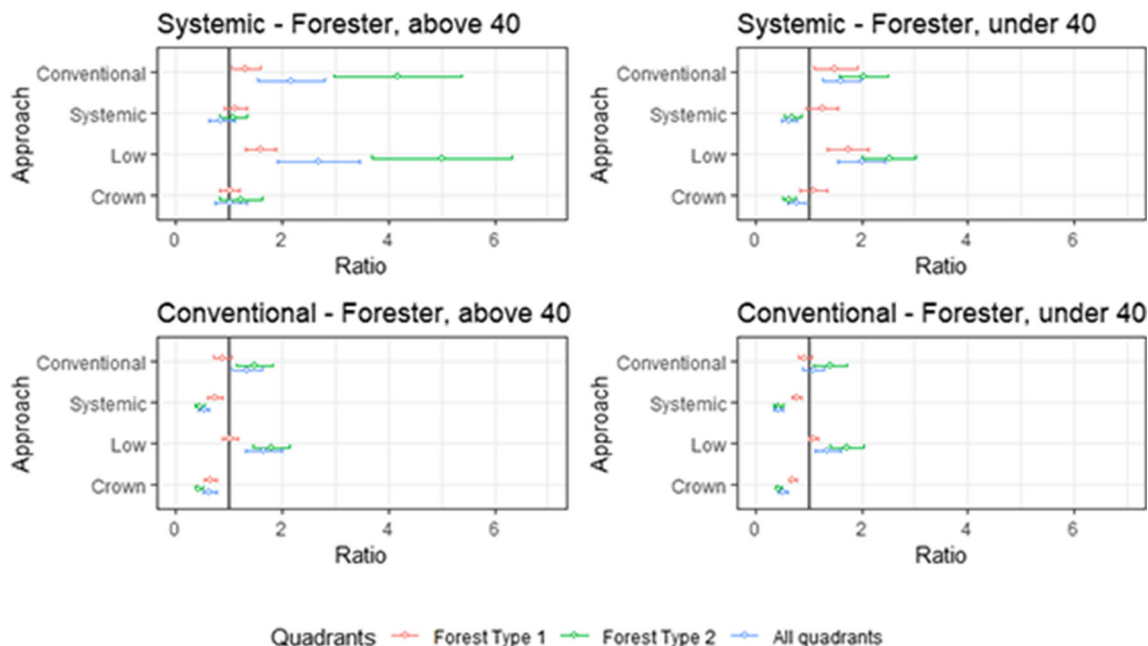 Systemic - Forester, above 40
Approach
Conventional
Systemic
Low
Crown
0 2 4 6
Ratio
Systemic - Forester, under 40
Approach
Conventional
Systemic
Low
Crown
0 2 4 6
Ratio
Conventional - Forester, above 40
Approach
Conventional
Systemic
Low
Crown
0 2 4 6
Ratio
Conventional - Forester, under 40
Approach
Conventional
Systemic
Low
Crown
0 2 4 6
Ratio
Quadrants Forest Type 1 Forest Type 2 All quadrants